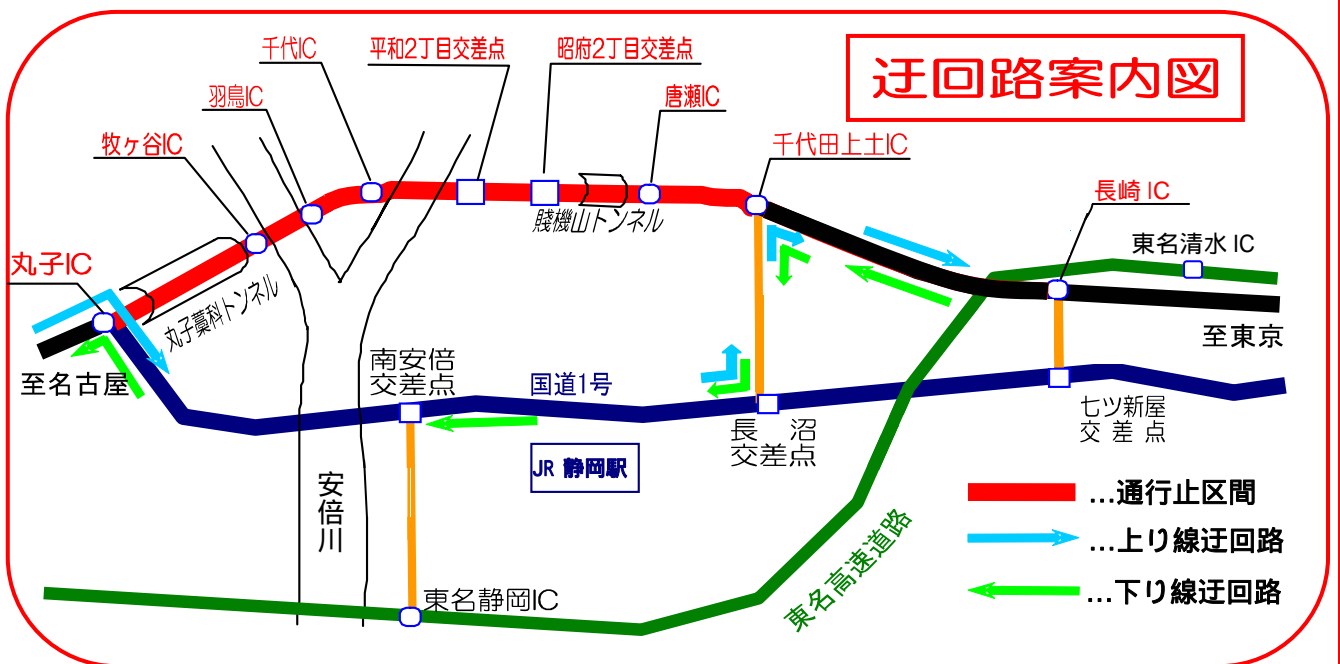 迂回路案内図
千代IC
平和2丁目交差点
昭府2丁目交差点
羽鳥IC
唐瀬IC
牧ヶ谷IC
千代田上土IC
長崎 IC
賤機山トンネル
東名清水 IC
丸子IC
丸子藁科トンネル
至東京
至名古屋
南安倍
交差点
国道1号
長 沼
交差点
七ツ新屋
交 差 点
JR 静岡駅
安倍川
...通行止区間
...上り線迂回路
...下り線迂回路
東名高速道路
東名静岡IC